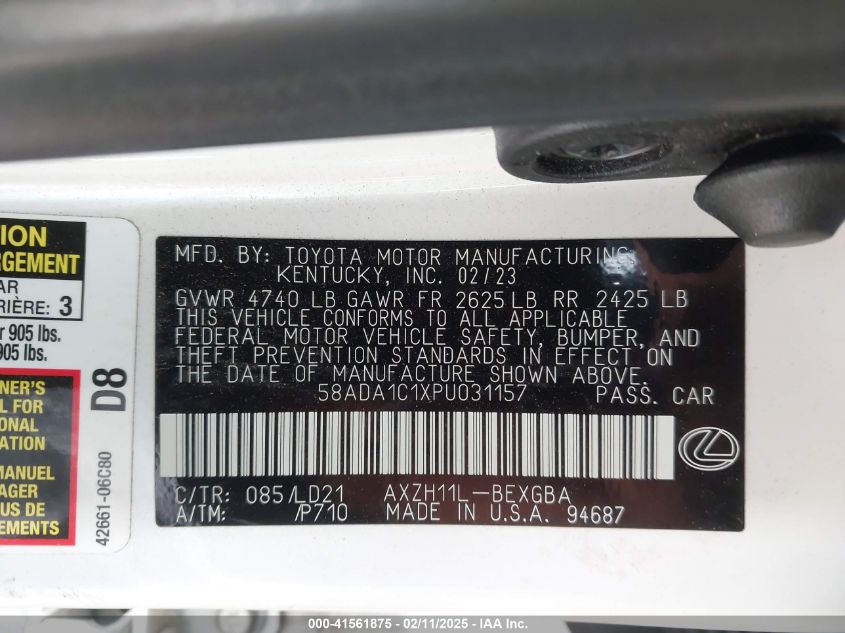 ION
RGEMENT
AR
RIÈRE: 3
r 905 lbs.
905 lbs.
NER'S
L FOR
ONAL
ATION
MANUEL
AGER
US DE
EMENTS
D8
42661-06C80
MFD. BY: TOYOTA MOTOR MANUFACTURING,
KENTUCKY, INC. 02/23
GVWR 4740 LB GAWR FR 2625 LB RR 2425 LB
THIS VEHICLE CONFORMS TO ALL APPLICABLE
FEDERAL MOTOR VEHICLE SAFETY, BUMPER, AND
THEFT PREVENTION STANDARDS IN EFFECT ON
THE DATE OF MANUFACTURE SHOWN ABOVE.
58ADA1C1XPU031157 PASS. CAR
C/TR: 085/LD21 AXZH11L-BEXGBA
A/TM: /P710 MADE IN U.S.A. 94687
000-41561875 - 02/11/2025 - IAA Inc.